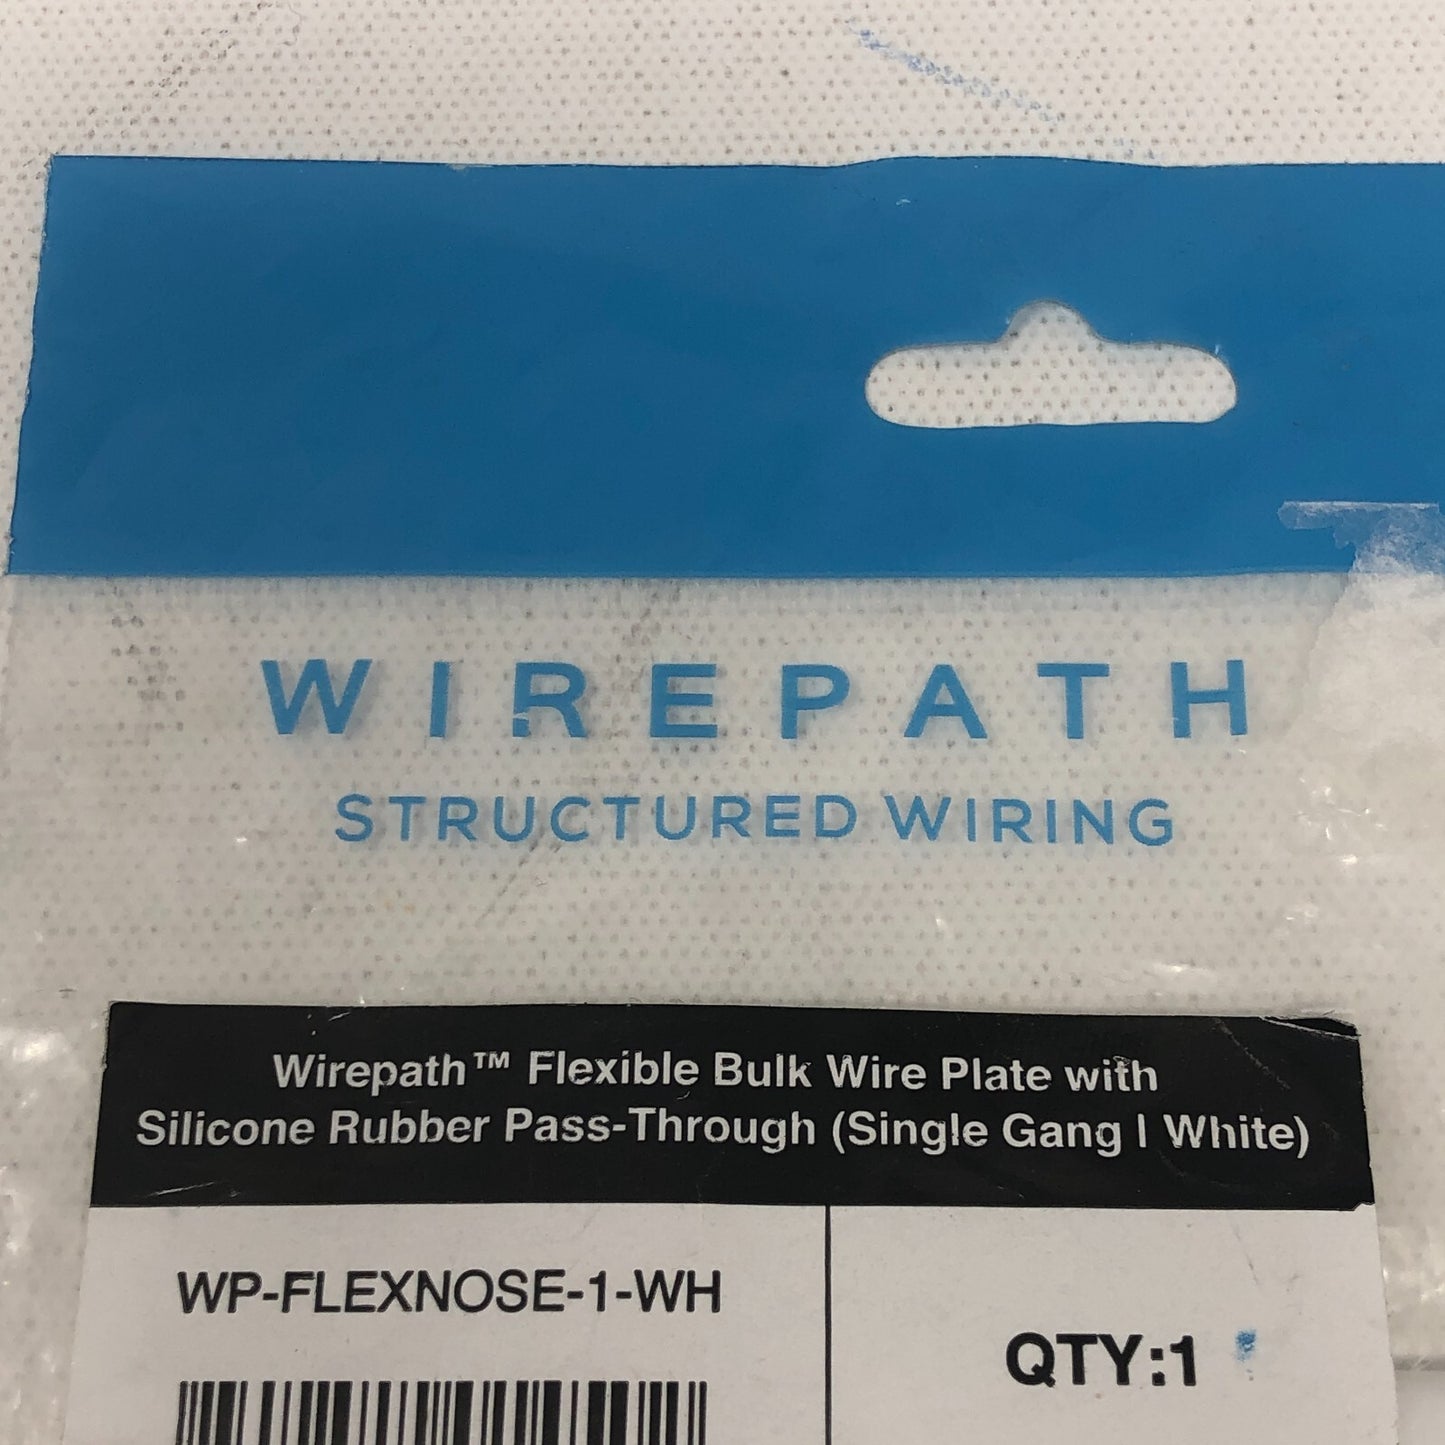 WIREPATH
STRUCTURED WIRING
Wirepath™ Flexible Bulk Wire Plate with
Silicone Rubber Pass-Through (Single Gang | White)
WP-FLEXNOSE-1-WH
QTY:1